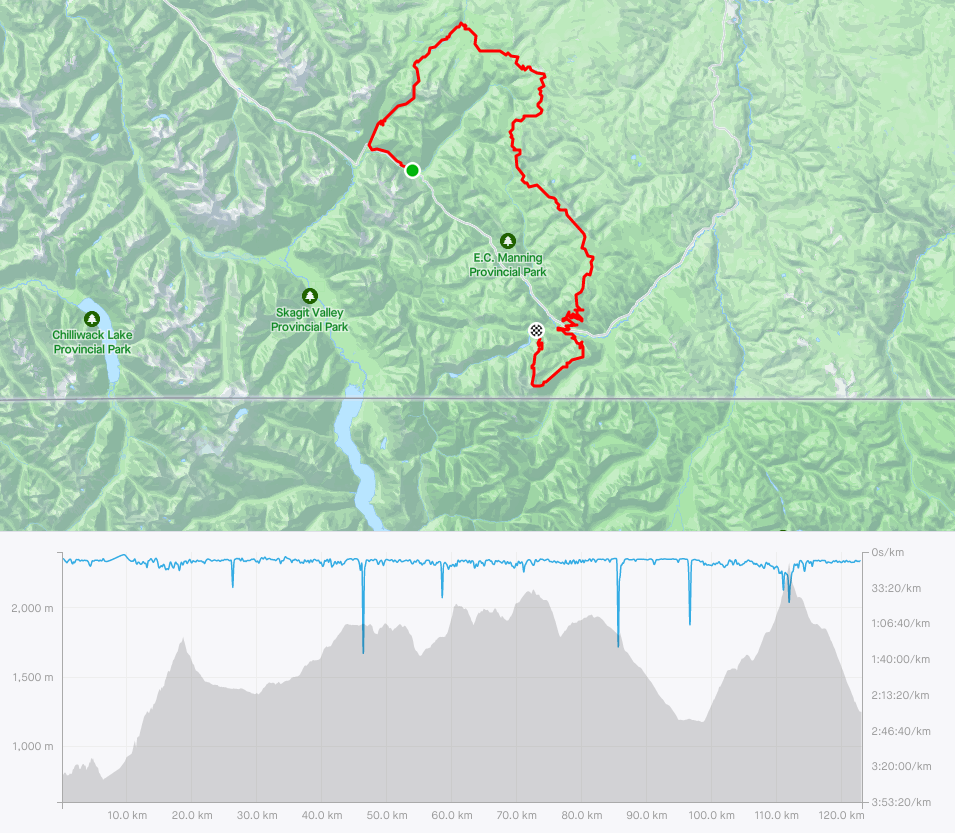 E.C. Manning
Provincial Park
Skagit Valley
Provincial Park
Chilliwack Lake
Provincial Park
0s/km
33:20/km
2,000 m
1:06:40/km
1:40:00/km
1,500 m
2:13:20/km
2:46:40/km
1,000 m
3:20:00/km
3:53:20/km
10.0 km 20.0 km 30.0 km 40.0 km 50.0 km 60.0 km 70.0 km 80.0 km 90.0 km 100.0 km 110.0 km 120.0 km